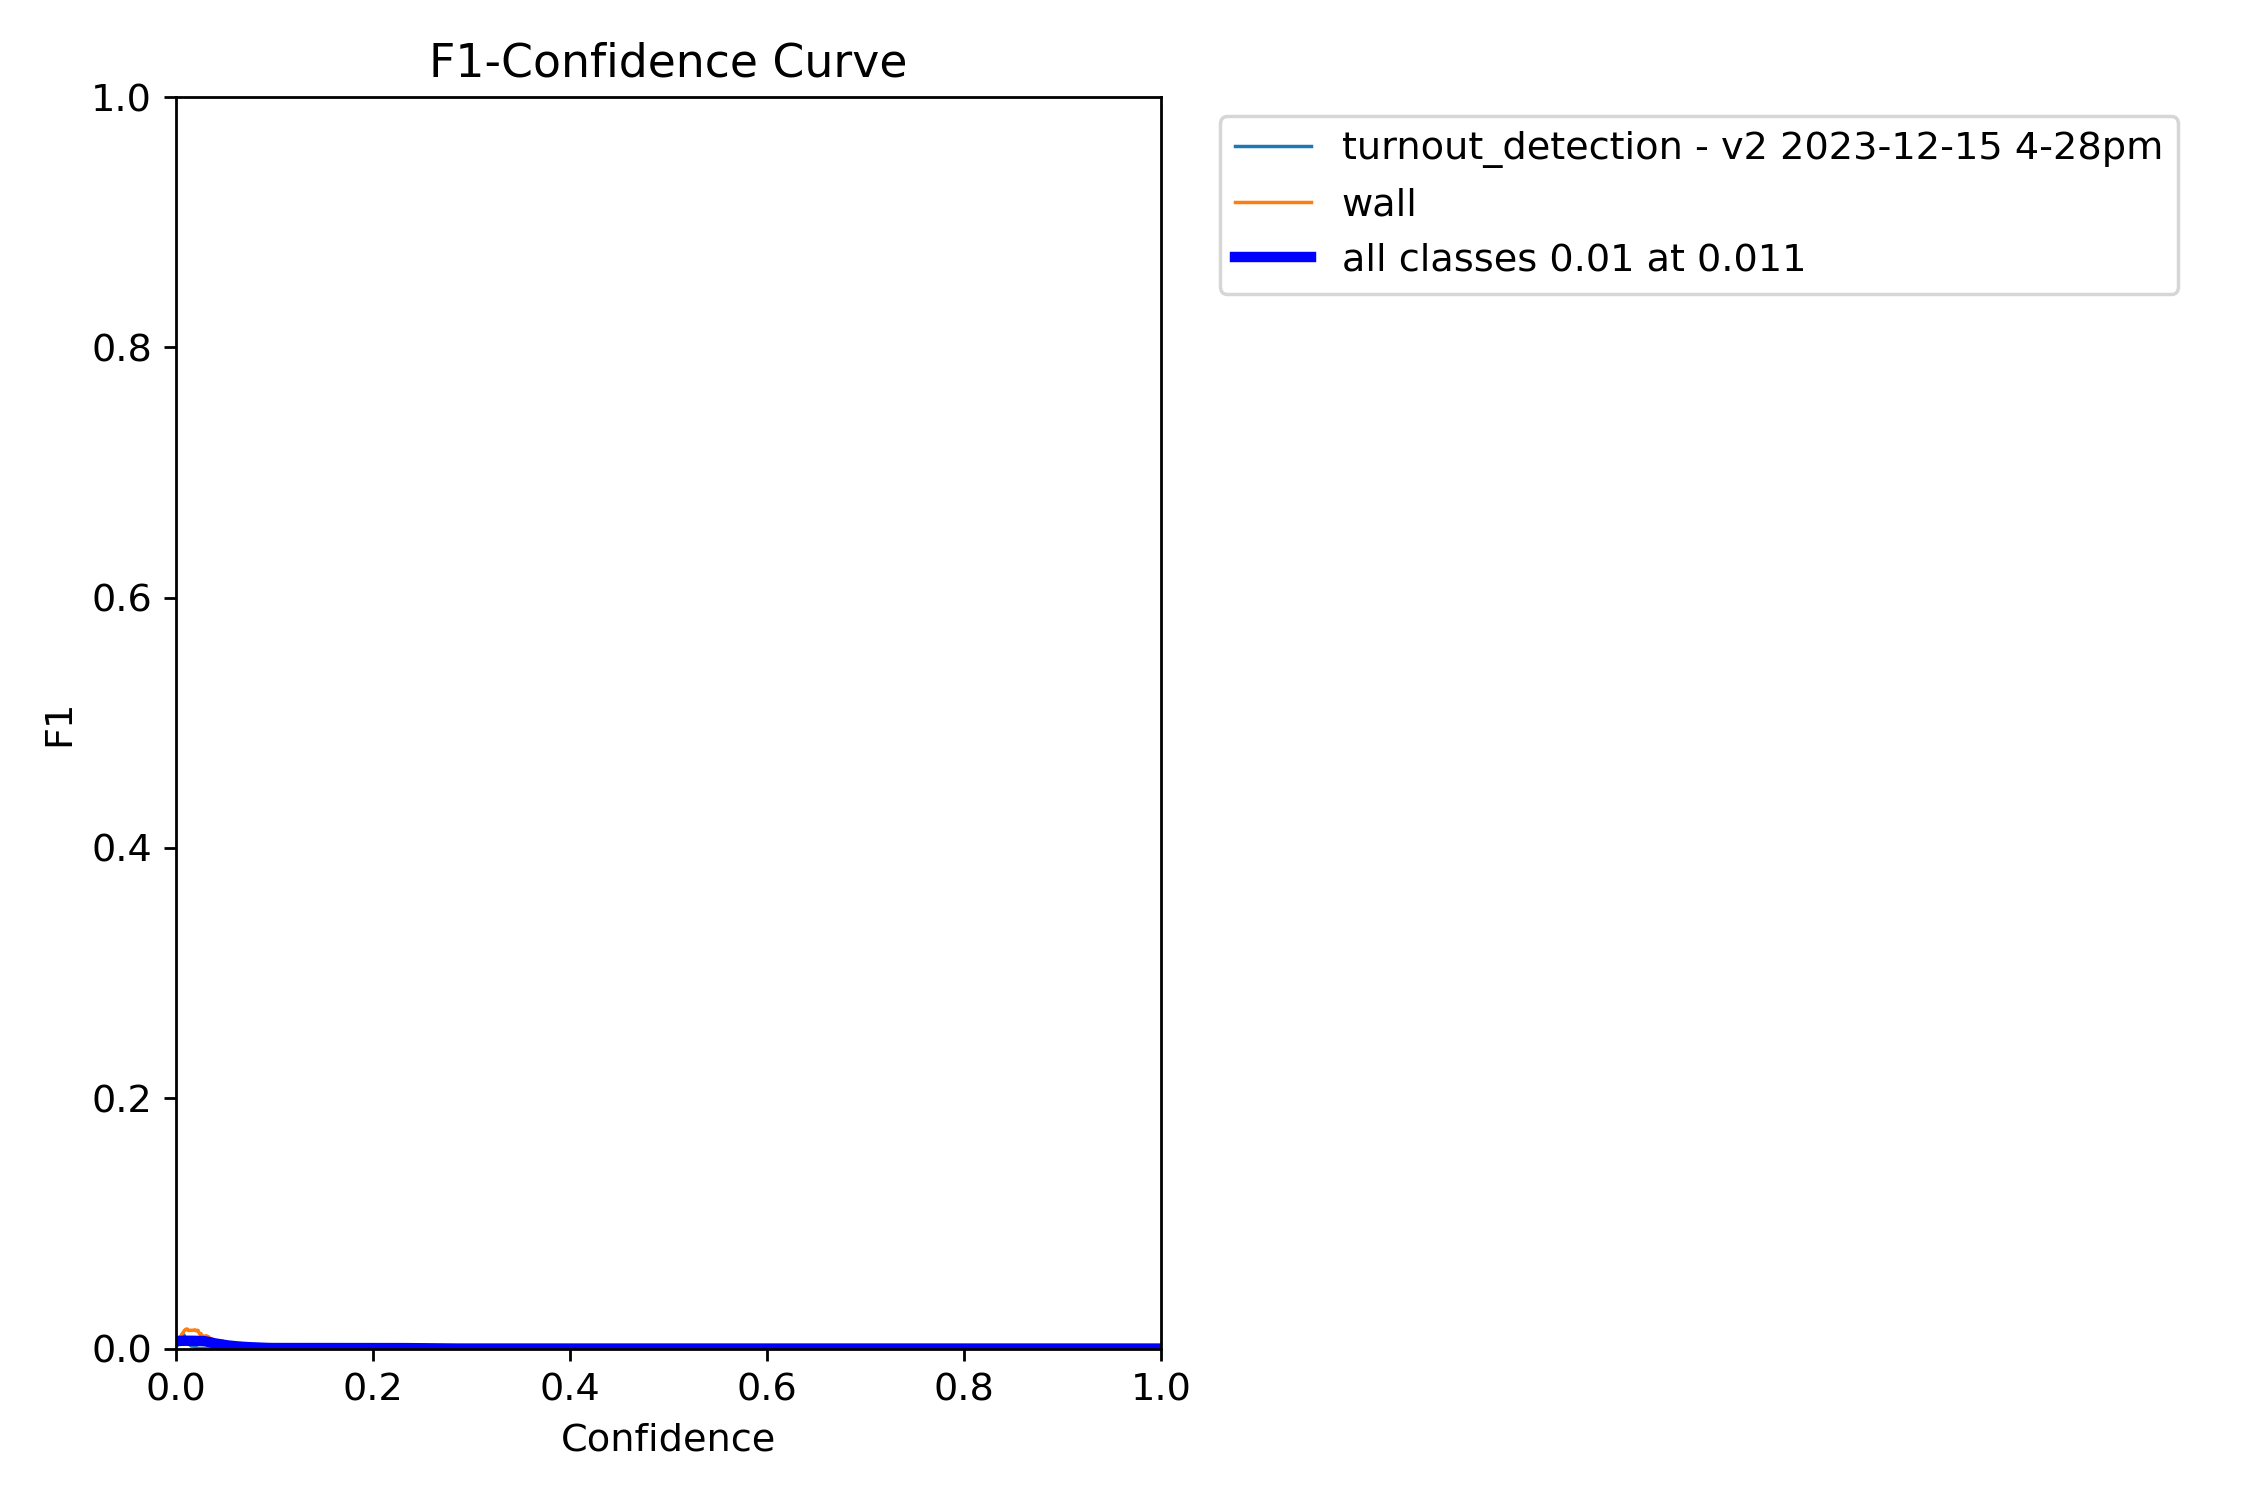 F1-Confidence Curve
1.0
0.8
0.6
0.4
0.2
0.0
F1
0.0 0.2 0.4 0.6 0.8 1.0
Confidence
turnout_detection - v2 2023-12-15 4-28pm
wall
all classes 0.01 at 0.011